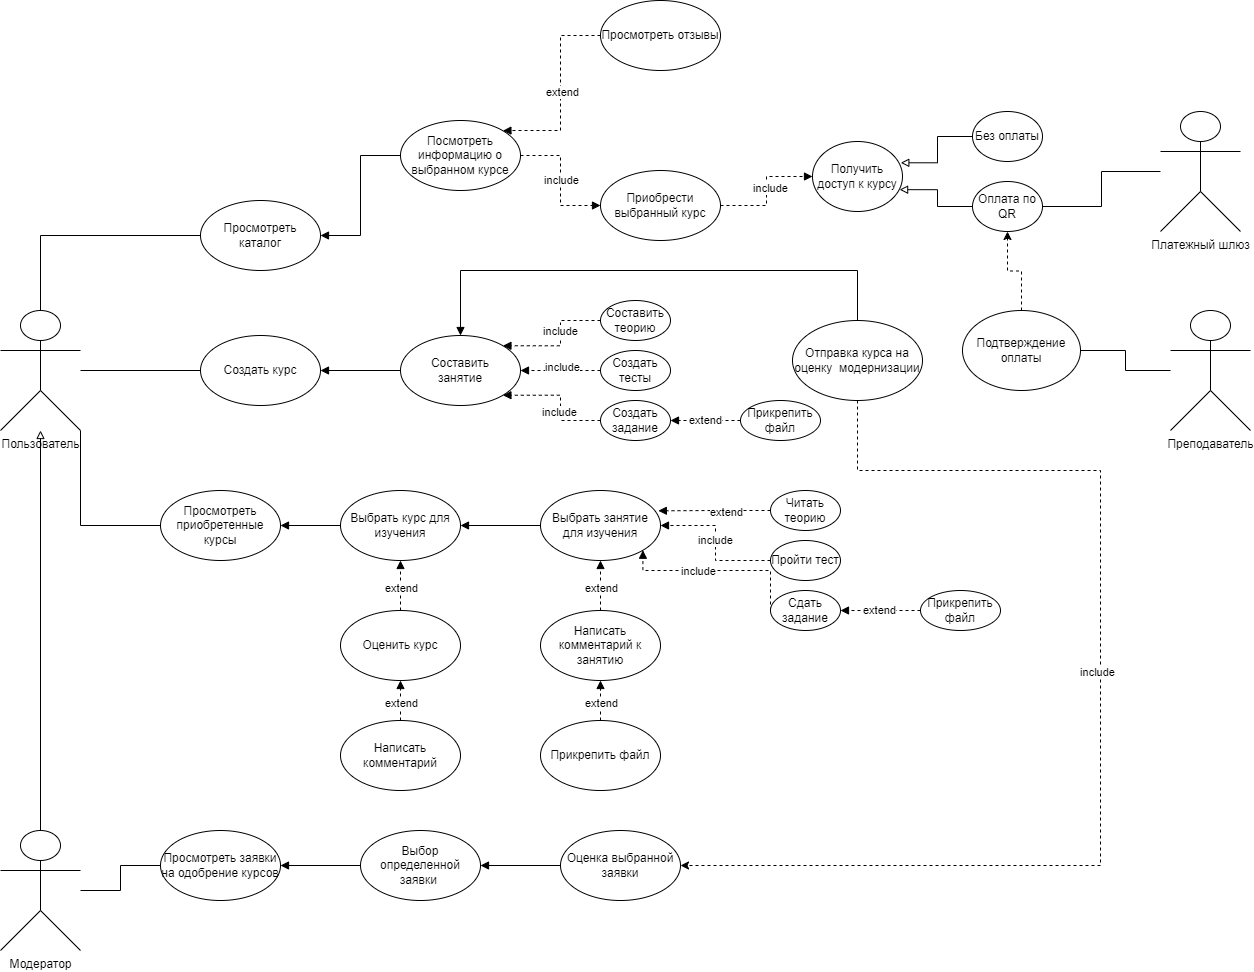 Просмотреть отзывы
extend
Посмотреть
информацию о
выбранном курсе
include
Приобрести
выбранный курс
include
Получить
доступ к курсу
Без оплаты
Оплата по
QR
Платежный шлюз
Просмотреть
каталог
Пользователь
Создать курс
Составить
занятие
include
Составить
теорию
include
Создать
тесты
include
Создать
задание
extend
Прикрепить
файл
Отправка курса на
оценку модернизации
Подтверждение
оплаты
Преподаватель
Просмотреть
приобретенные
курсы
Выбрать курс для
изучения
Выбрать занятие
для изучения
extend
Читать
теорию
include
Пройти тест
include
Сдать
задание
extend
Прикрепить
файл
extend
extend
Оценить курс
Написать
комментарий к
занятию
include
extend
extend
Написать
комментарий
Прикрепить файл
Просмотреть заявки
на одобрение курсов
Выбор
определенной
заявки
Оценка выбранной
заявки
Модератор